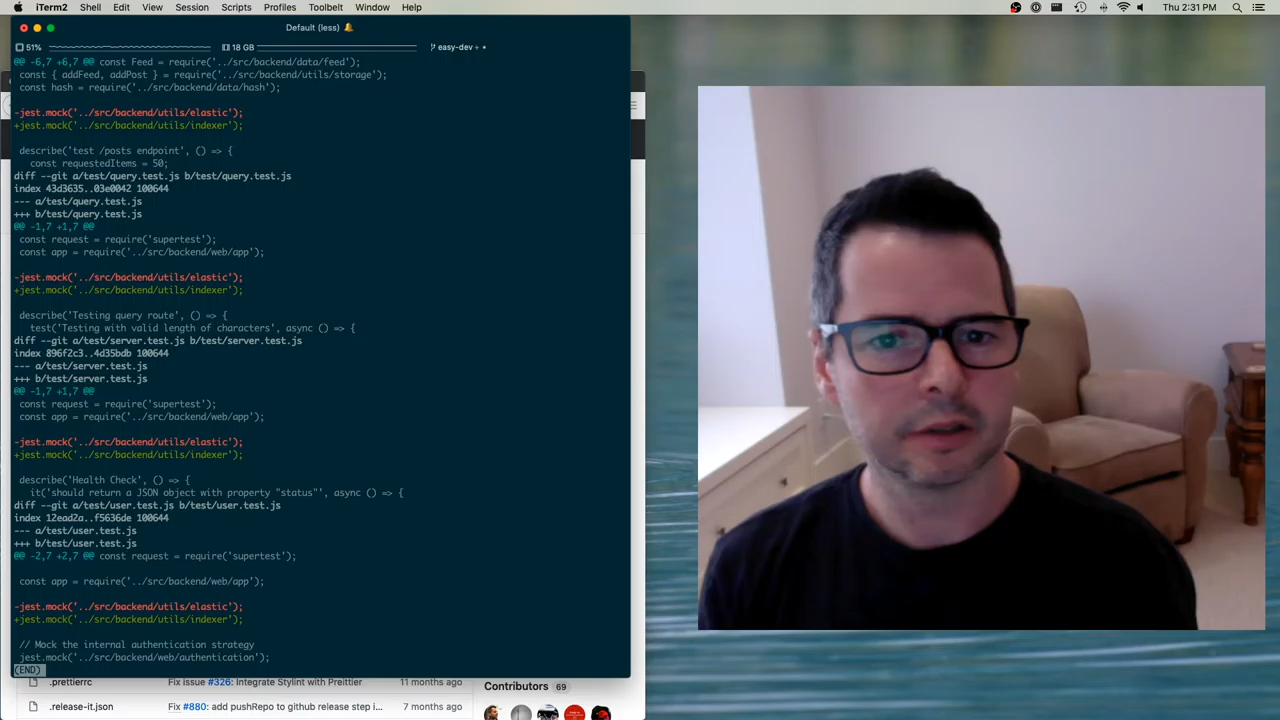 iTerm2 Shell Edit View Session Scripts Profiles Toolbelt Window Help
Thu 2:31 PM
Default (less)
51%
18 GB
easy-dev
@@ -6,7 +6,7 @@ const Feed = require('../src/backend/data/feed');
const { addFeed, addPost } = require('../src/backend/utils/storage');
const hash = require('../src/backend/data/hash');
-jest.mock('../src/backend/utils/elastic');
+jest.mock('../src/backend/utils/indexer');
describe('test /posts endpoint', () => {
const requestedItems = 50;
diff --git a/test/query.test.js b/test/query.test.js
index 43d3635..03e0042 100644
--- a/test/query.test.js
+++ b/test/query.test.js
@@ -1,7 +1,7 @@
const request = require('supertest');
const app = require('../src/backend/web/app');
-jest.mock('../src/backend/utils/elastic');
+jest.mock('../src/backend/utils/indexer');
describe('Testing query route', () => {
test('Testing with valid length of characters', async () => {
diff --git a/test/server.test.js b/test/server.test.js
index 896f2c3..4d35bdb 100644
--- a/test/server.test.js
+++ b/test/server.test.js
@@ -1,7 +1,7 @@
const request = require('supertest');
const app = require('../src/backend/web/app');
-jest.mock('../src/backend/utils/elastic');
+jest.mock('../src/backend/utils/indexer');
describe('Health Check', () => {
it('should return a JSON object with property "status"', async () => {
diff --git a/test/user.test.js b/test/user.test.js
index 12ead2a..f5636de 100644
--- a/test/user.test.js
+++ b/test/user.test.js
@@ -2,7 +2,7 @@ const request = require('supertest');
const app = require('../src/backend/web/app');
-jest.mock('../src/backend/utils/elastic');
+jest.mock('../src/backend/utils/indexer');
// Mock the internal authentication strategy
jest.mock('../src/backend/web/authentication');
(END)
.prettierrc Fix issue #326: Integrate Stylint with Preittier 11 months ago
.release-it.json Fix #880: add pushRepo to github release step i... 7 months ago
Contributors 69